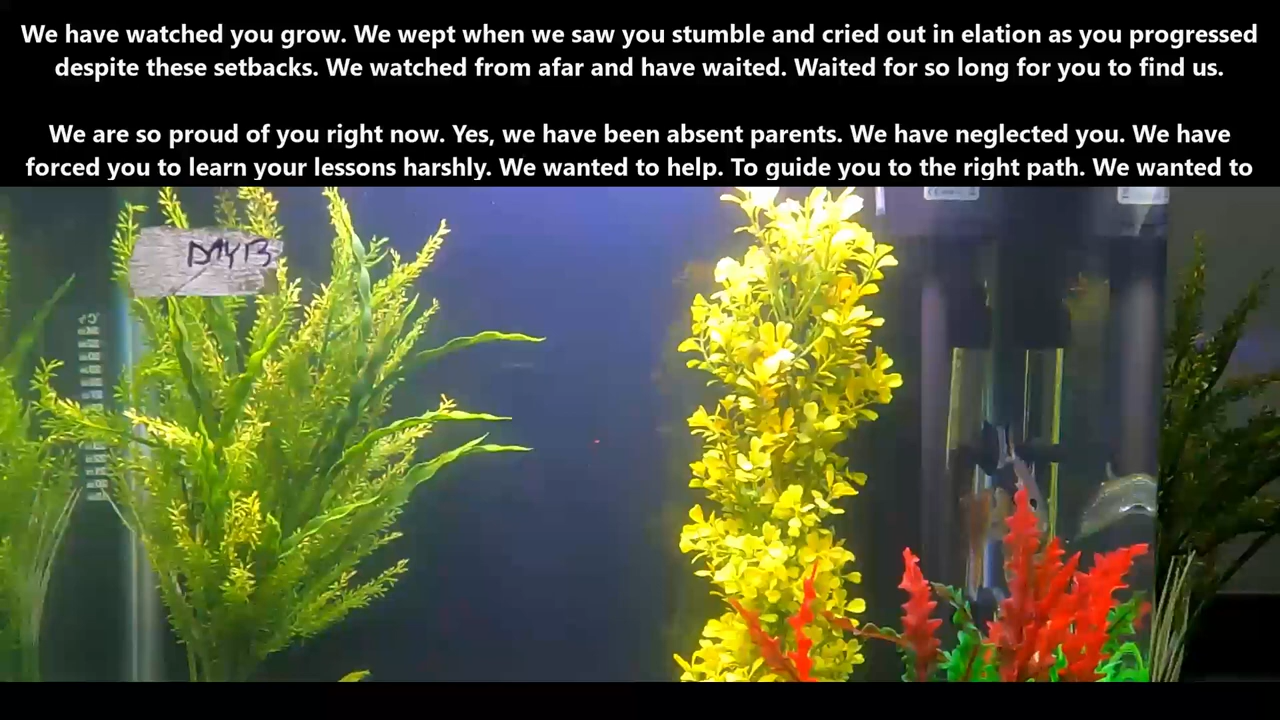 We have watched you grow. We wept when we saw you stumble and cried out in elation as you progressed
despite these setbacks. We watched from afar and have waited. Waited for so long for you to find us.
We are so proud of you right now. Yes, we have been absent parents. We have neglected you. We have
forced you to learn your lessons harshly. We wanted to help. To guide you to the right path. We wanted to
DAY 13